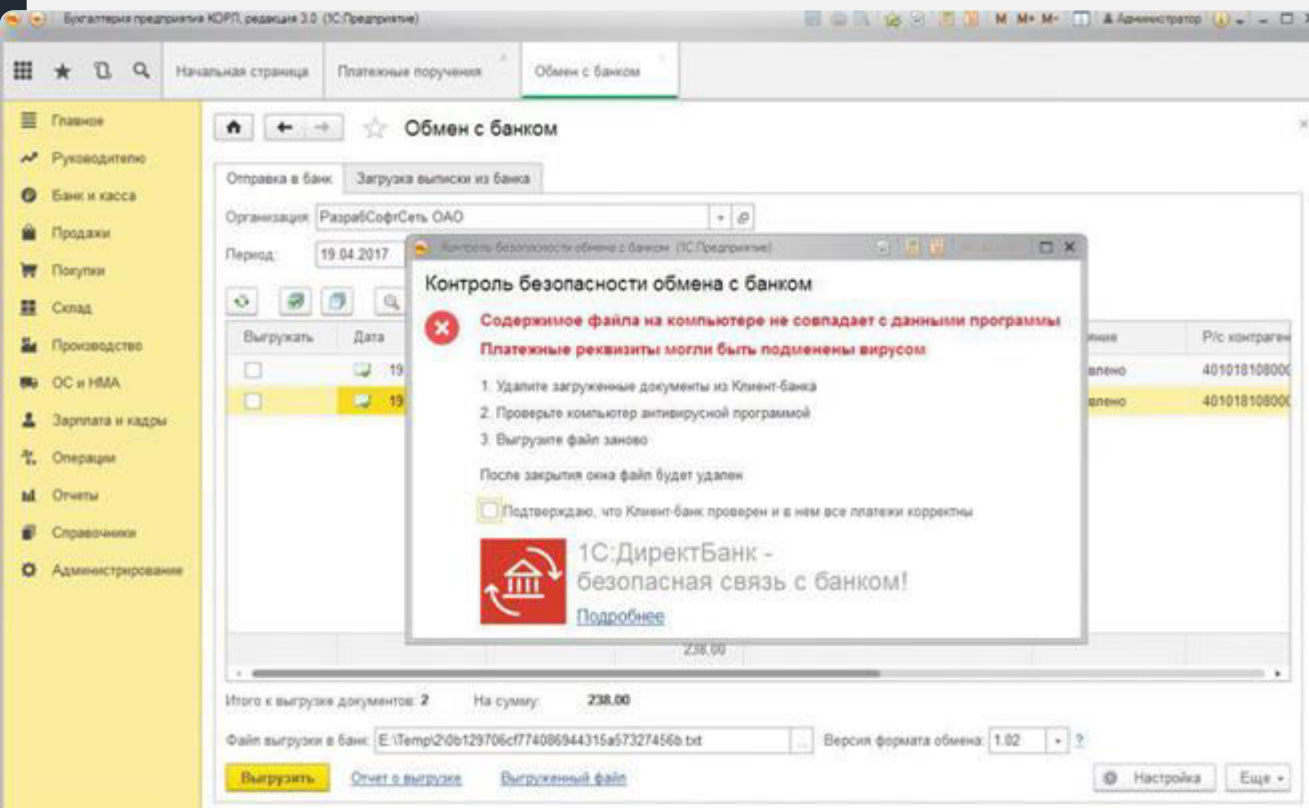 Бухгалтерия предприятия КОРП, редакция 3.0 (1С:Предприятие)
M M+ M- Администратор
Начальная страница Платежные поручения Обмен с банком
Главное
Руководителю
Банк и касса
Продажи
Покупки
Склад
Производство
ОС и НМА
Зарплата и кадры
Операции
Отчеты
Справочники
Администрирование
Обмен с банком
Отправка в банк Загрузка выписки из банка
Организация: РазрабСофтСеть ОАО
Период: 19.04.2017
Выгружать Дата Р/с контраген
19 влено 40101810800
19 влено 40101810800
Контроль безопасности обмена с банком (1С:Предприятие)
Контроль безопасности обмена с банком
Содержимое файла на компьютере не совпадает с данными программы
Платежные реквизиты могли быть подменены вирусом
1. Удалите загруженные документы из Клиент-банка
2. Проверьте компьютер антивирусной программой
3. Выгрузите файл заново
После закрытия окна файл будет удален
Подтверждаю, что Клиент-банк проверен и в нем все платежи корректны
1С:ДиректБанк -
безопасная связь с банком!
Подробнее
238.00
Итого к выгрузке документов: 2 На сумму: 238.00
Файл выгрузки в банк: E:\Temp\2\0b129706cf774086944315a57327456b.txt ... Версия формата обмена: 1.02 ?
Выгрузить Отчет о выгрузке Выгруженный файл Настройка Еще